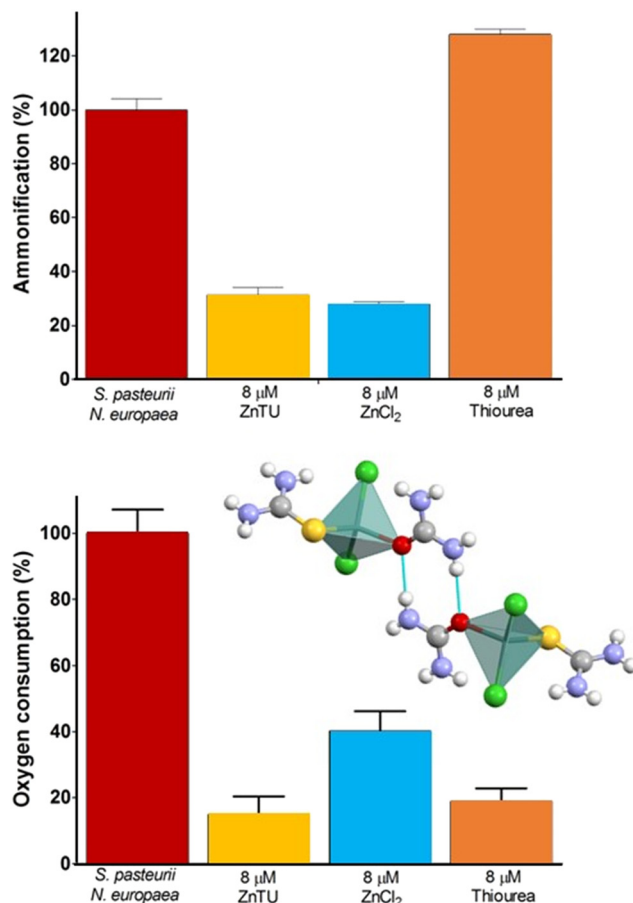 Ammonification (%)
120
100
80
60
40
20
0
S. pasteurii
N. europaea
8 μM
ZnTU
8 μM
ZnCl₂
8 μM
Thiourea
Oxygen consumption (%)
100
80
60
40
20
0
S. pasteurii
N. europaea
8 μM
ZnTU
8 μM
ZnCl₂
8 μM
Thiourea